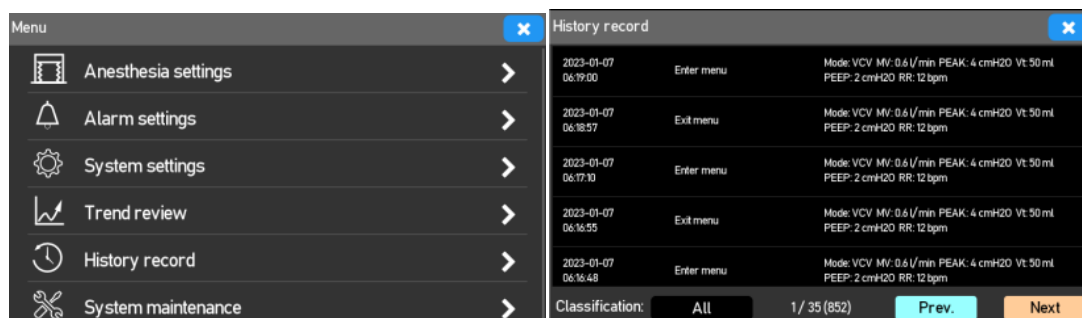 Menu
Anesthesia settings
Alarm settings
System settings
Trend review
History record
System maintenance
History record
2023-01-07
06:19:00
Enter menu
Mode: VCV MV: 0.6 l/min PEAK: 4 cmH2O Vt: 50 ml
PEEP: 2 cmH2O RR: 12 bpm
2023-01-07
06:18:57
Exit menu
Mode: VCV MV: 0.6 l/min PEAK: 4 cmH2O Vt: 50 ml
PEEP: 2 cmH2O RR: 12 bpm
2023-01-07
06:17:10
Enter menu
Mode: VCV MV: 0.6 l/min PEAK: 4 cmH2O Vt: 50 ml
PEEP: 2 cmH2O RR: 12 bpm
2023-01-07
06:16:55
Exit menu
Mode: VCV MV: 0.6 l/min PEAK: 4 cmH2O Vt: 50 ml
PEEP: 2 cmH2O RR: 12 bpm
2023-01-07
06:16:48
Enter menu
Mode: VCV MV: 0.6 l/min PEAK: 4 cmH2O Vt: 50 ml
PEEP: 2 cmH2O RR: 12 bpm
Classification: All 1 / 35 (852) Prev. Next